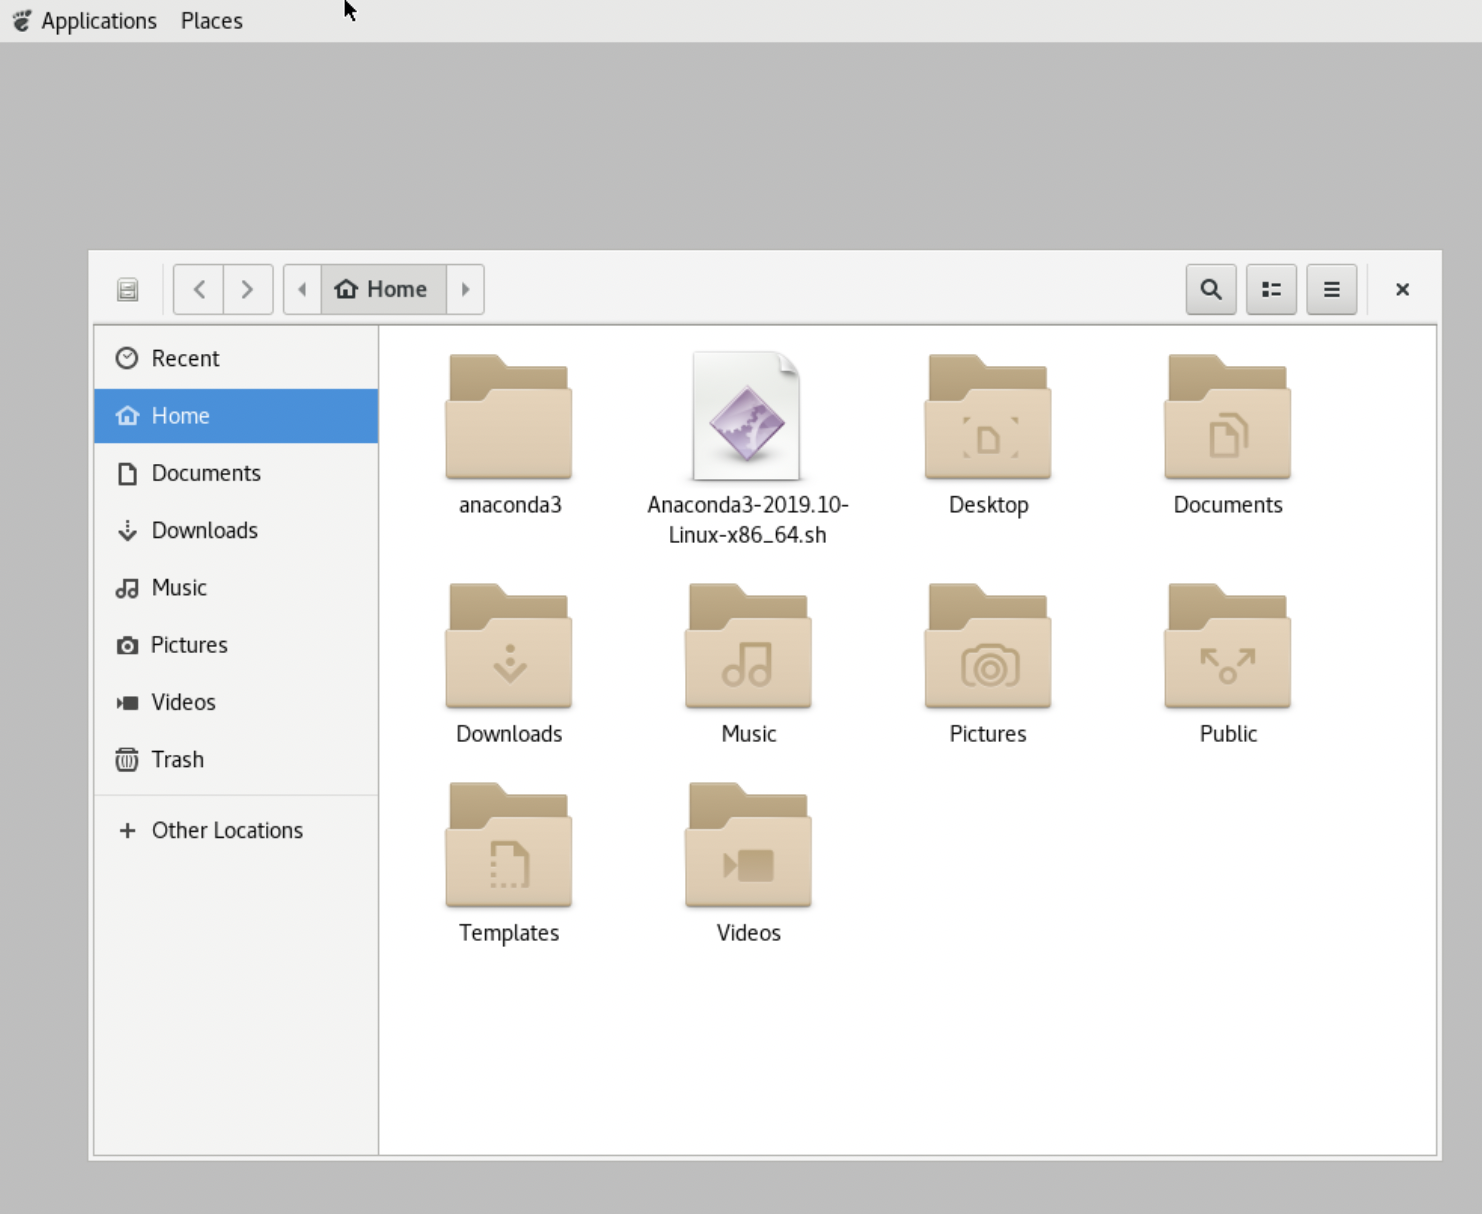 Applications Places
Home
Recent
Home
Documents
Downloads
Music
Pictures
Videos
Trash
Other Locations
anaconda3
Anaconda3-2019.10-
Linux-x86_64.sh
Desktop
Documents
Downloads
Music
Pictures
Public
Templates
Videos